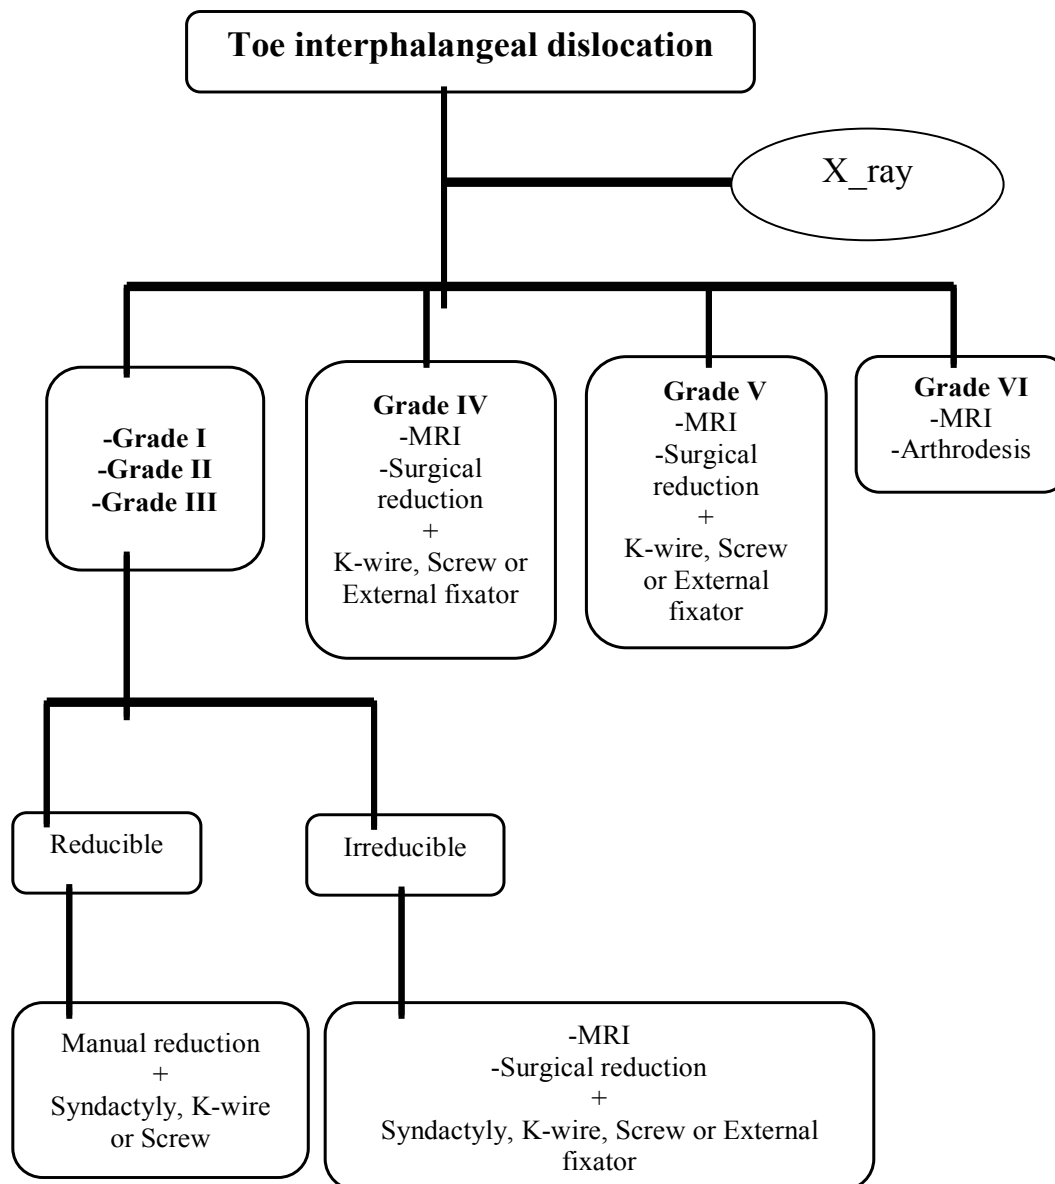 Toe interphalangeal dislocation
X_ray
-Grade I
-Grade II
-Grade III
Grade IV
-MRI
-Surgical
reduction
+
K-wire, Screw or
External fixator
Grade V
-MRI
-Surgical
reduction
+
K-wire, Screw
or External
fixator
Grade VI
-MRI
-Arthrodesis
Reducible
Irreducible
Manual reduction
+
Syndactyly, K-wire
or Screw
-MRI
-Surgical reduction
+
Syndactyly, K-wire, Screw or External
fixator